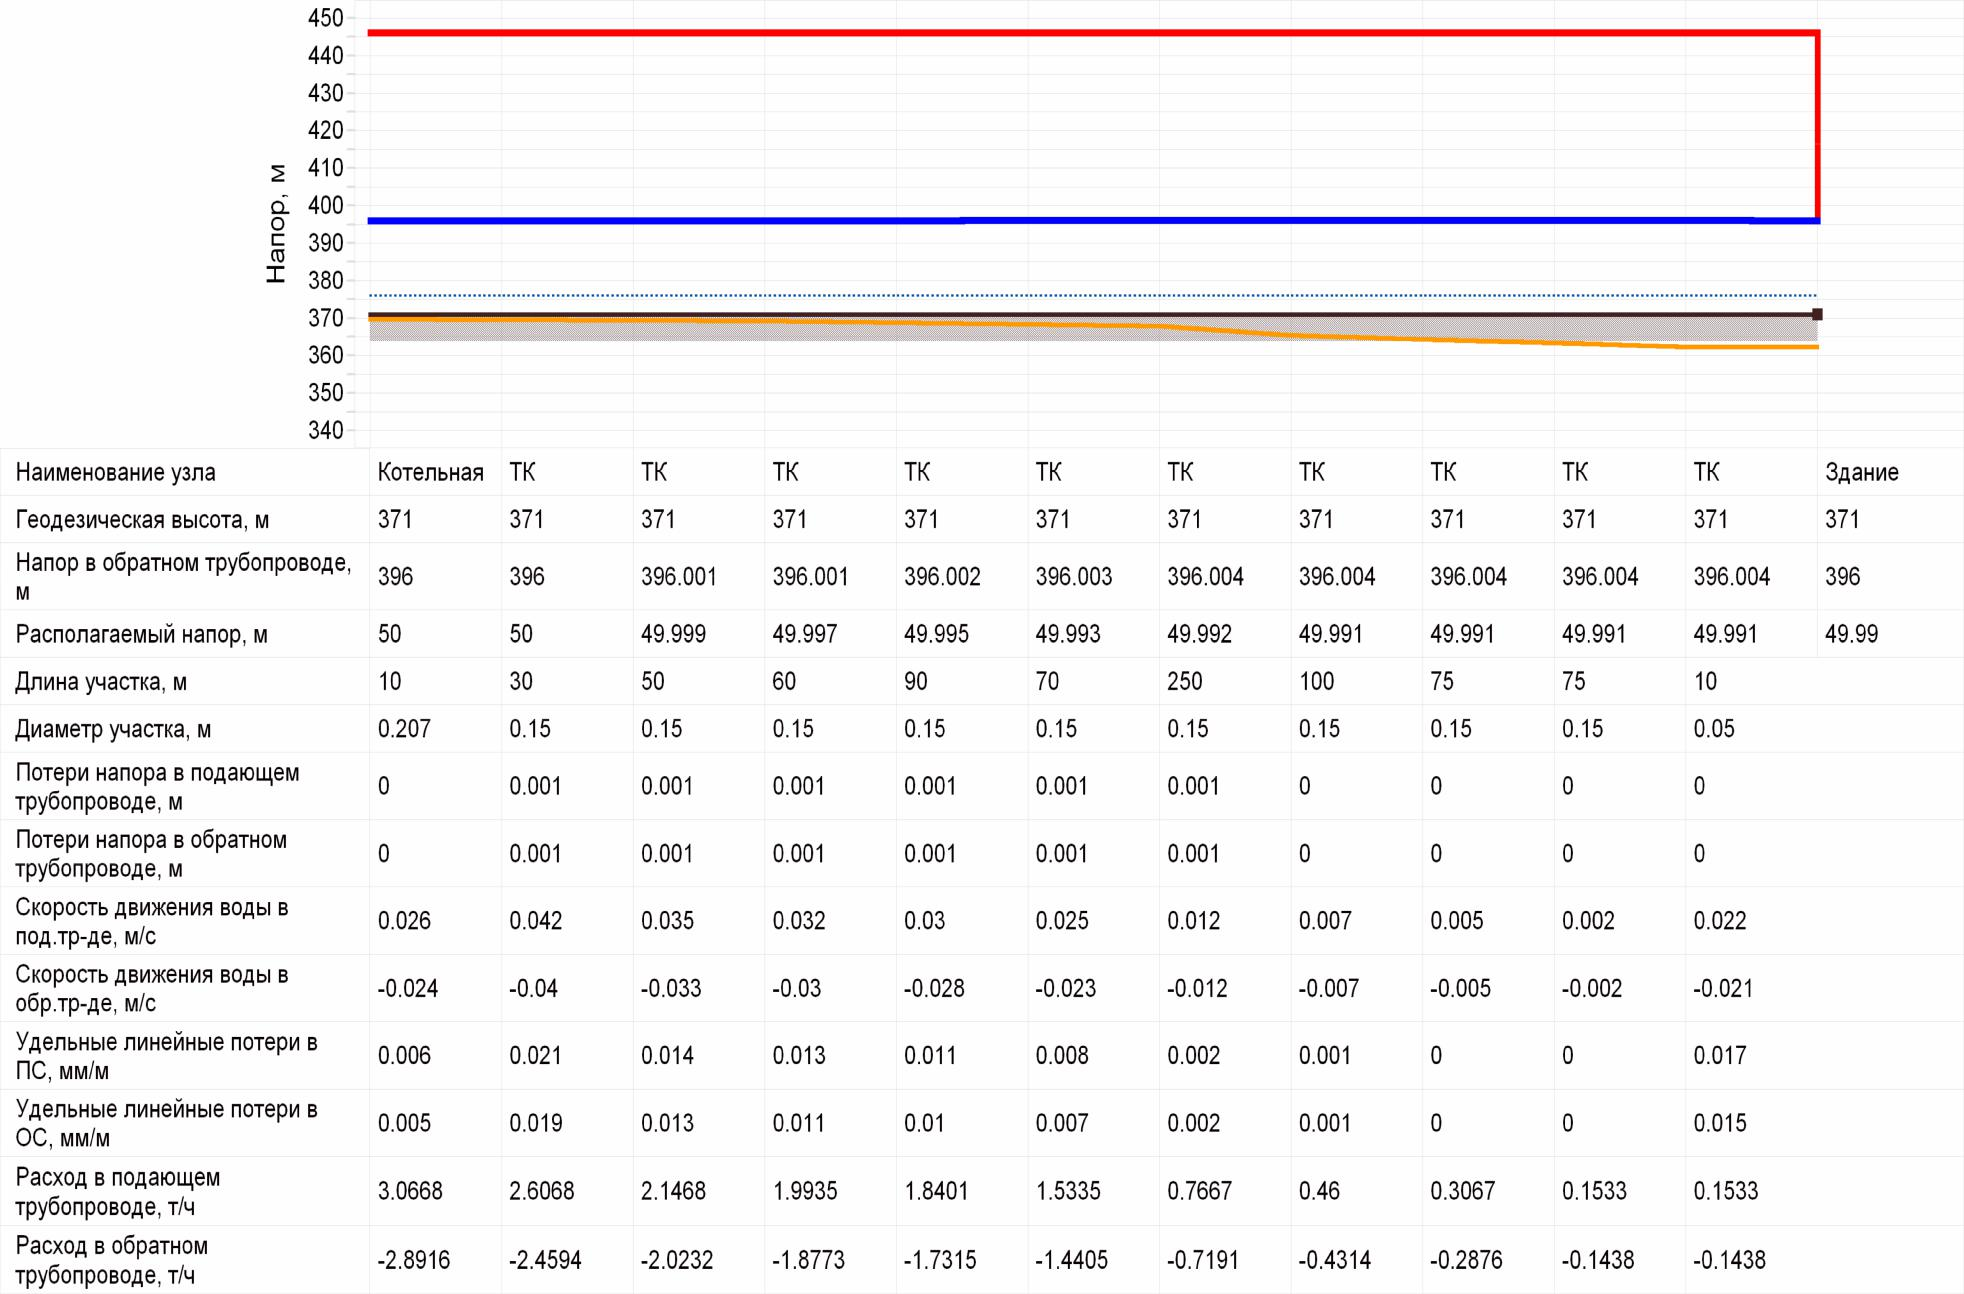 450
440
430
420
410
400
390
380
370
360
350
340
Напор, м
Наименование узла Котельная ТК ТК ТК ТК ТК ТК ТК ТК ТК ТК Здание
Геодезическая высота, м 371 371 371 371 371 371 371 371 371 371 371 371
Напор в обратном трубопроводе,
м 396 396 396.001 396.001 396.002 396.003 396.004 396.004 396.004 396.004 396.004 396
Располагаемый напор, м 50 50 49.999 49.997 49.995 49.993 49.992 49.991 49.991 49.991 49.991 49.99
Длина участка, м 10 30 50 60 90 70 250 100 75 75 10
Диаметр участка, м 0.207 0.15 0.15 0.15 0.15 0.15 0.15 0.15 0.15 0.15 0.05
Потери напора в подающем
трубопроводе, м 0 0.001 0.001 0.001 0.001 0.001 0.001 0 0 0 0
Потери напора в обратном
трубопроводе, м 0 0.001 0.001 0.001 0.001 0.001 0.001 0 0 0 0
Скорость движения воды в
под.тр-де, м/с 0.026 0.042 0.035 0.032 0.03 0.025 0.012 0.007 0.005 0.002 0.022
Скорость движения воды в
обр.тр-де, м/с -0.024 -0.04 -0.033 -0.03 -0.028 -0.023 -0.012 -0.007 -0.005 -0.002 -0.021
Удельные линейные потери в
ПС, мм/м 0.006 0.021 0.014 0.013 0.011 0.008 0.002 0.001 0 0 0.017
Удельные линейные потери в
ОС, мм/м 0.005 0.019 0.013 0.011 0.01 0.007 0.002 0.001 0 0 0.015
Расход в подающем
трубопроводе, т/ч 3.0668 2.6068 2.1468 1.9935 1.8401 1.5335 0.7667 0.46 0.3067 0.1533 0.1533
Расход в обратном
трубопроводе, т/ч -2.8916 -2.4594 -2.0232 -1.8773 -1.7315 -1.4405 -0.7191 -0.4314 -0.2876 -0.1438 -0.1438